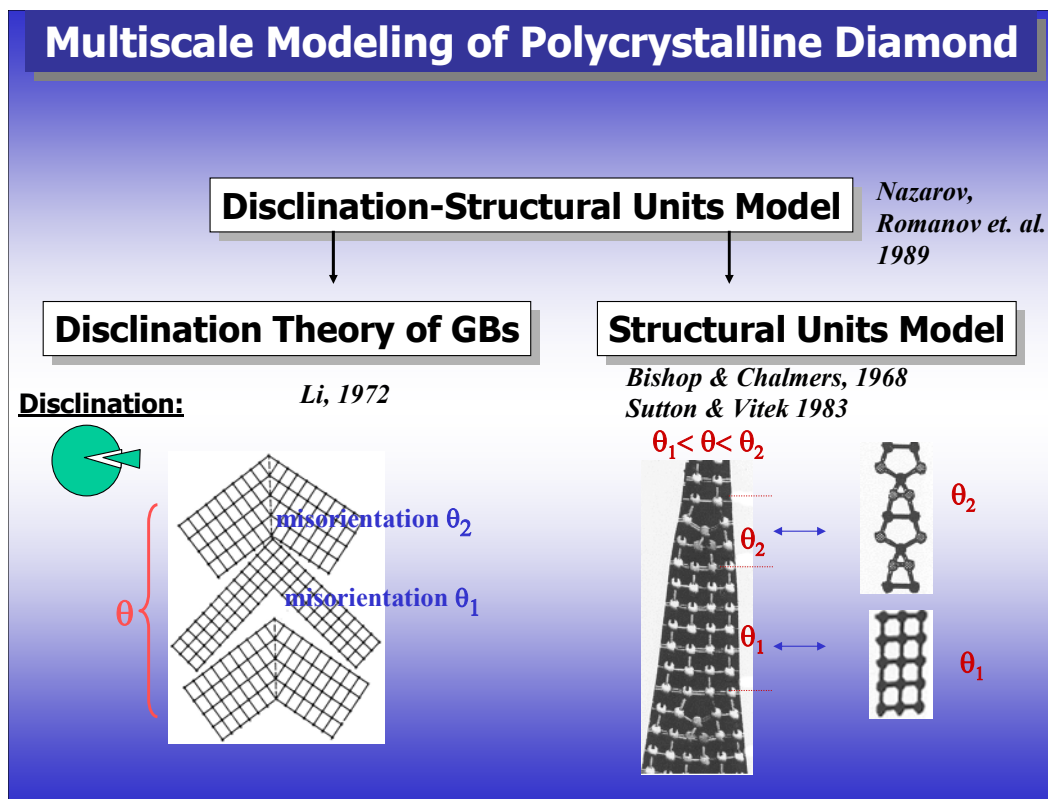 Multiscale Modeling of Polycrystalline Diamond
Disclination-Structural Units Model
Nazarov,
Romanov et. al.
1989
Disclination Theory of GBs
Structural Units Model
Li, 1972
Bishop & Chalmers, 1968
Sutton & Vitek 1983
Disclination:
θ₁< θ< θ₂
misorientation θ₂
θ₂
θ₂
misorientation θ₁
θ
θ₁
θ₁